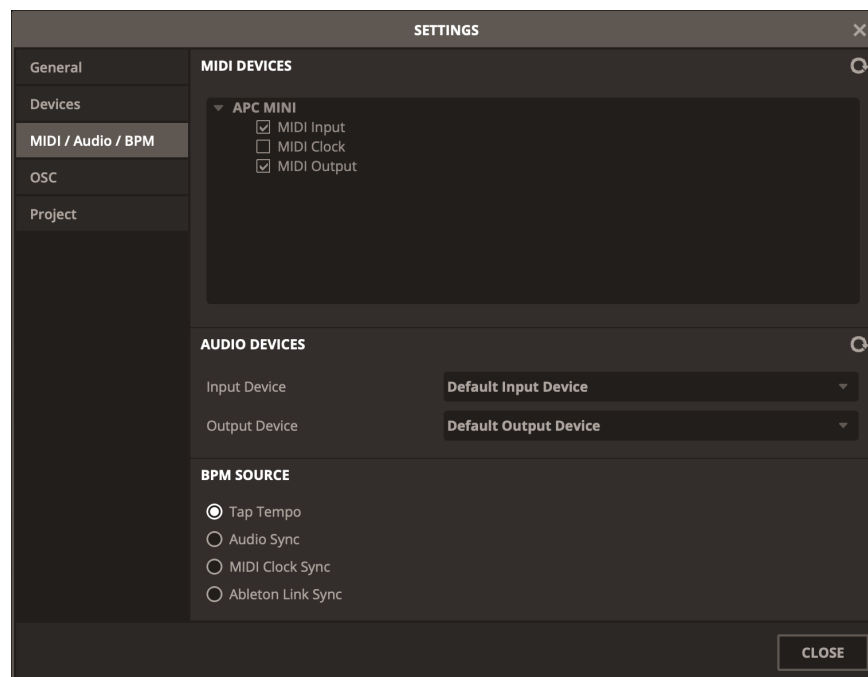 SETTINGS
General
Devices
MIDI / Audio / BPM
OSC
Project
MIDI DEVICES
APC MINI
MIDI Input
MIDI Clock
MIDI Output
AUDIO DEVICES
Input Device
Default Input Device
Output Device
Default Output Device
BPM SOURCE
Tap Tempo
Audio Sync
MIDI Clock Sync
Ableton Link Sync
CLOSE